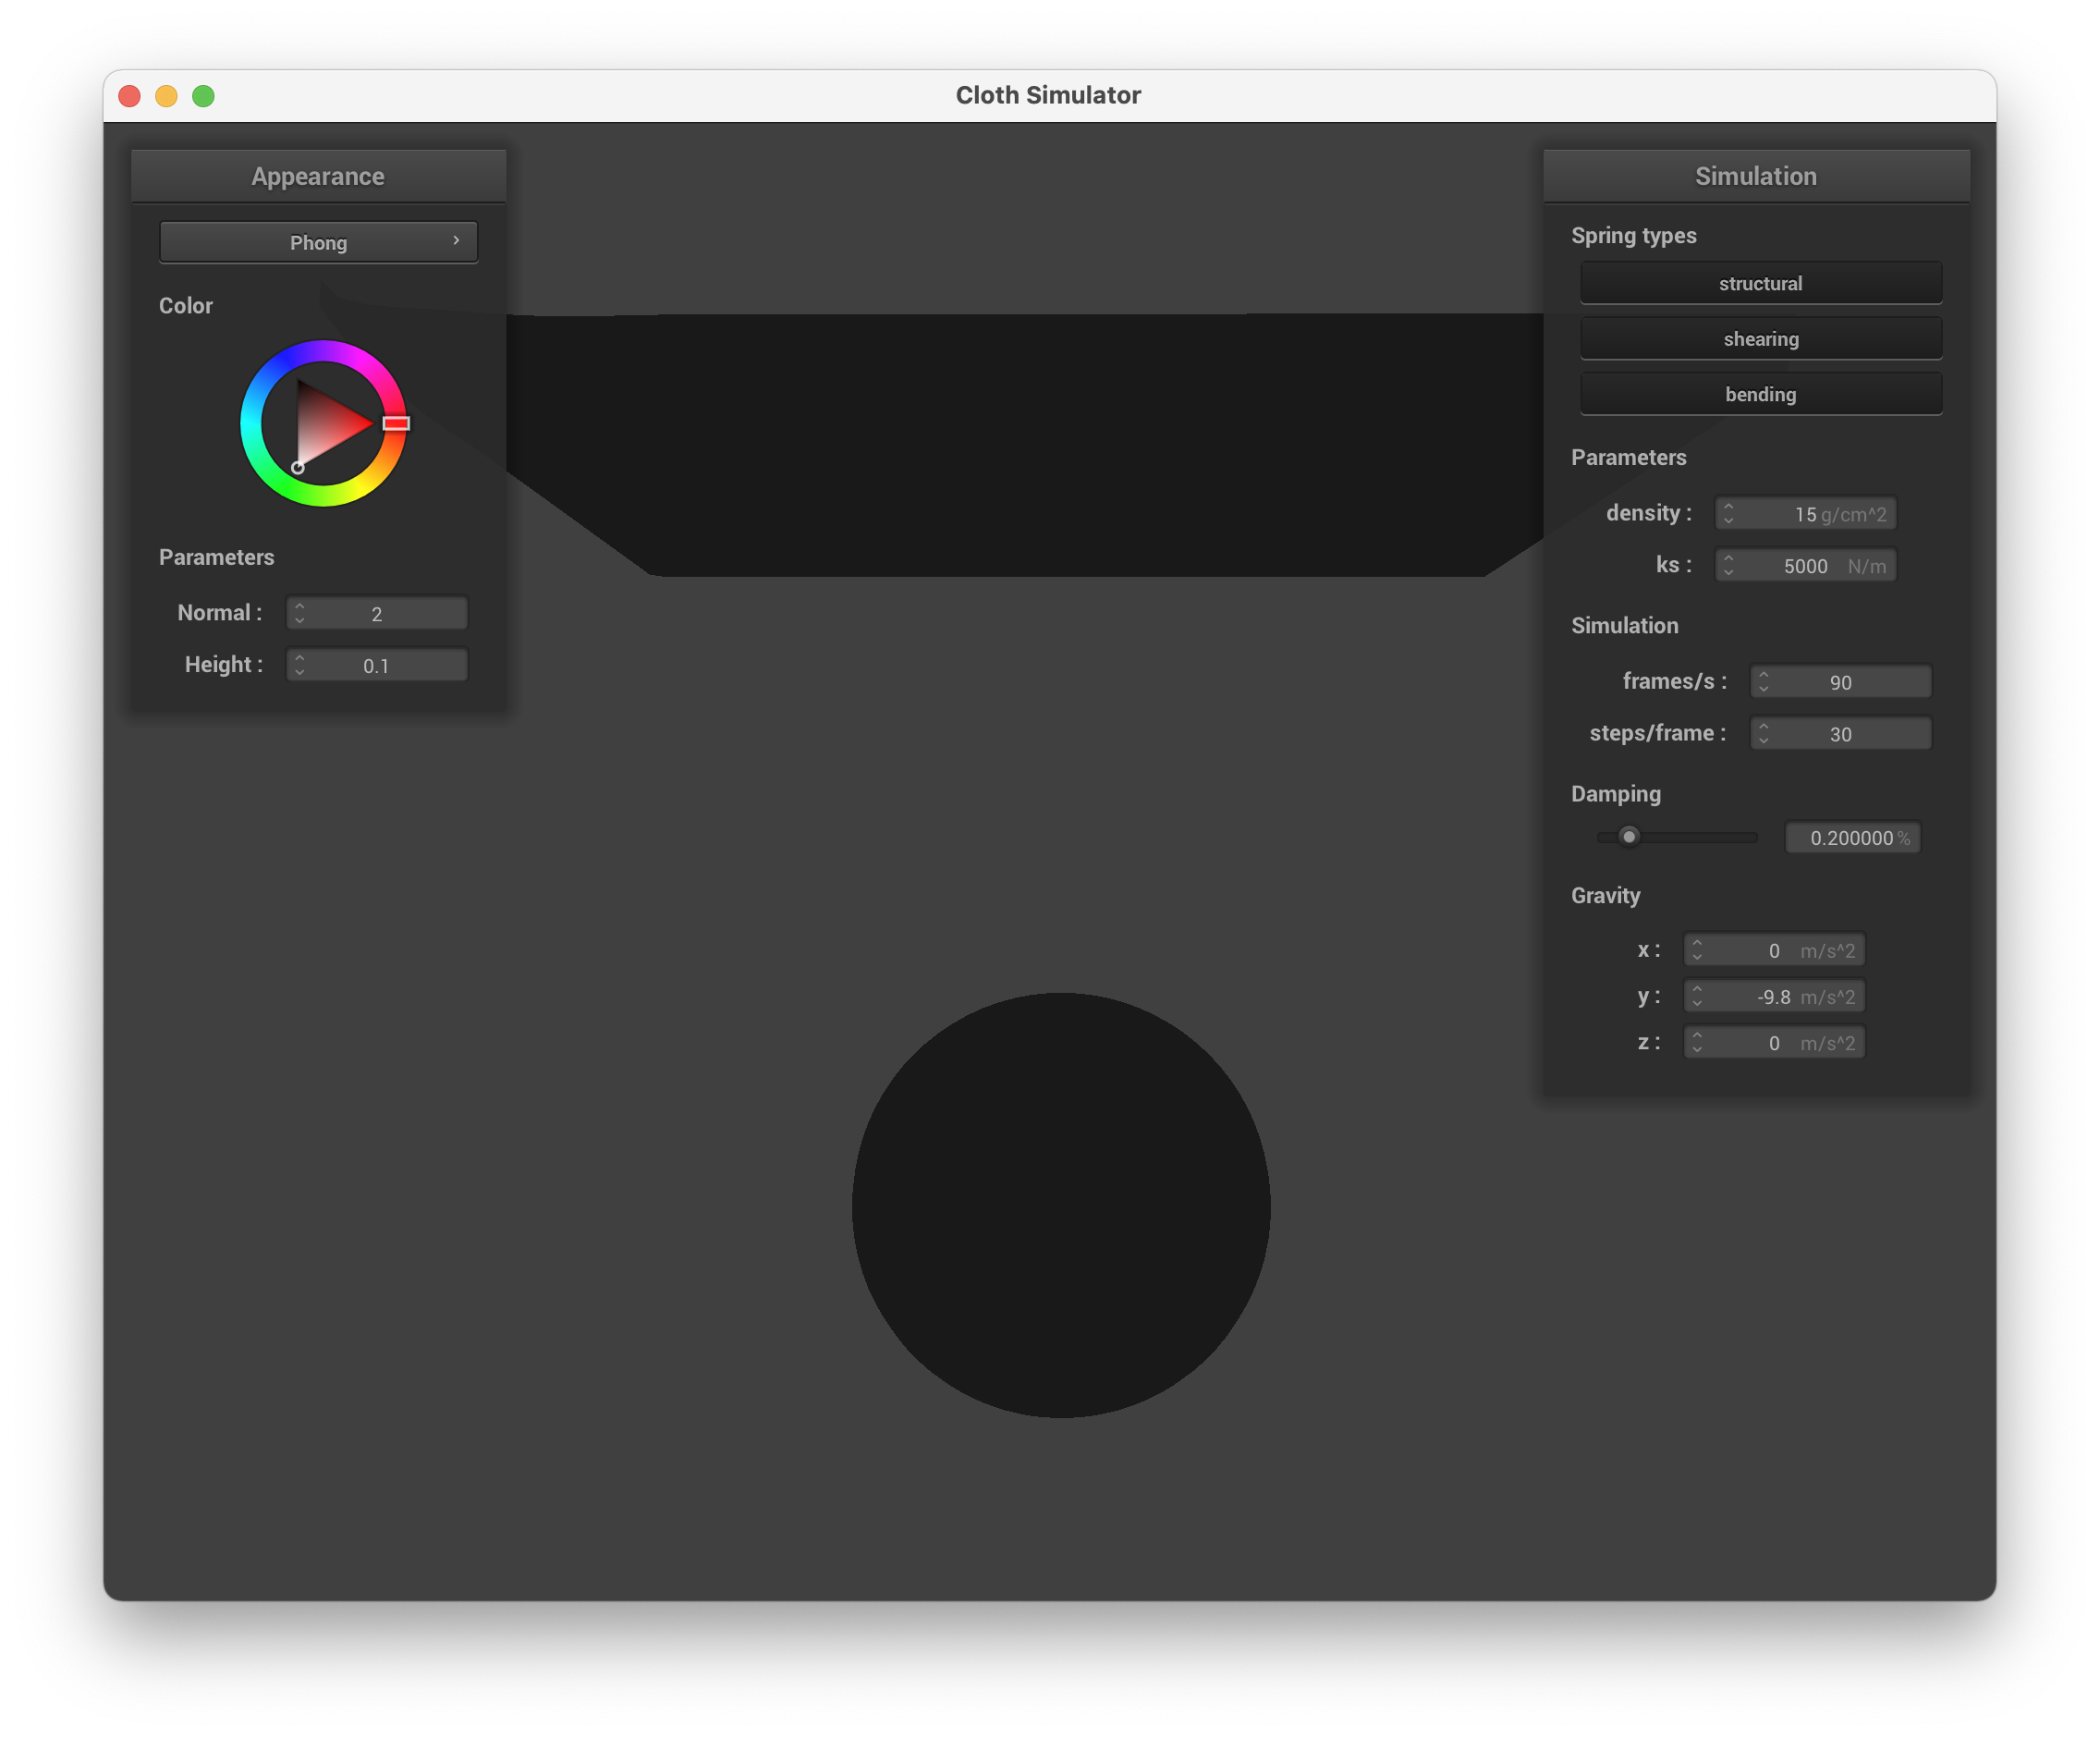 Cloth Simulator
Appearance
Phong
Color
Parameters
Normal : 2
Height : 0.1
Simulation
Spring types
structural
shearing
bending
Parameters
density : 15 g/cm^2
ks : 5000 N/m
Simulation
frames/s : 90
steps/frame : 30
Damping
0.200000 %
Gravity
x : 0 m/s^2
y : -9.8 m/s^2
z : 0 m/s^2